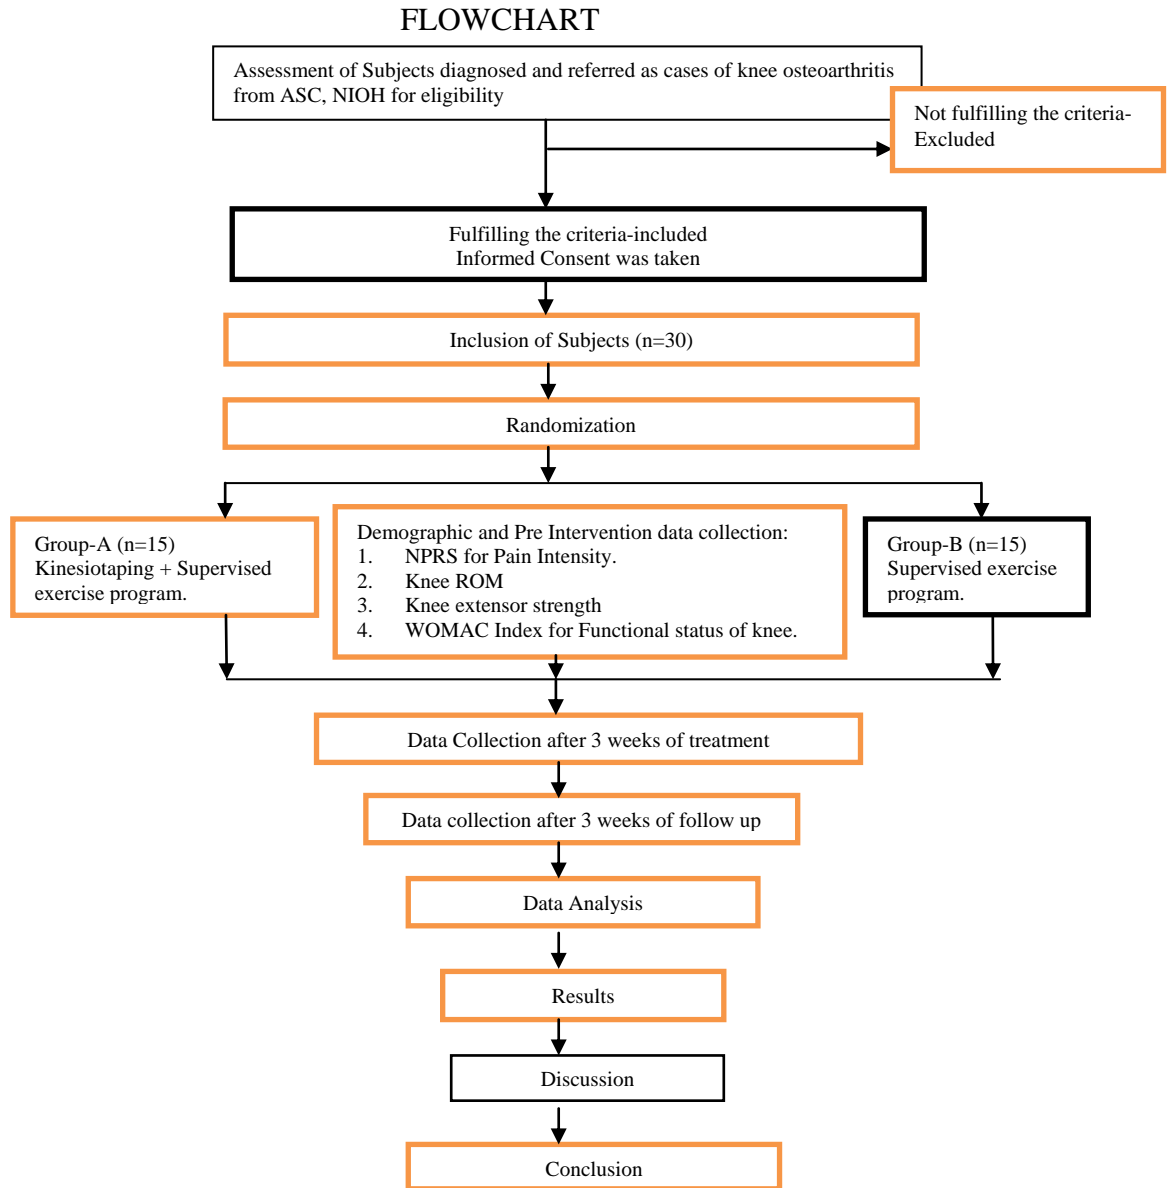 FLOWCHART
Assessment of Subjects diagnosed and referred as cases of knee osteoarthritis
from ASC, NIOH for eligibility
Not fulfilling the criteria-
Excluded
Fulfilling the criteria-included
Informed Consent was taken
Inclusion of Subjects (n=30)
Randomization
Group-A (n=15)
Kinesiotaping + Supervised
exercise program.
Demographic and Pre Intervention data collection:
1. NPRS for Pain Intensity.
2. Knee ROM
3. Knee extensor strength
4. WOMAC Index for Functional status of knee.
Group-B (n=15)
Supervised exercise
program.
Data Collection after 3 weeks of treatment
Data collection after 3 weeks of follow up
Data Analysis
Results
Discussion
Conclusion